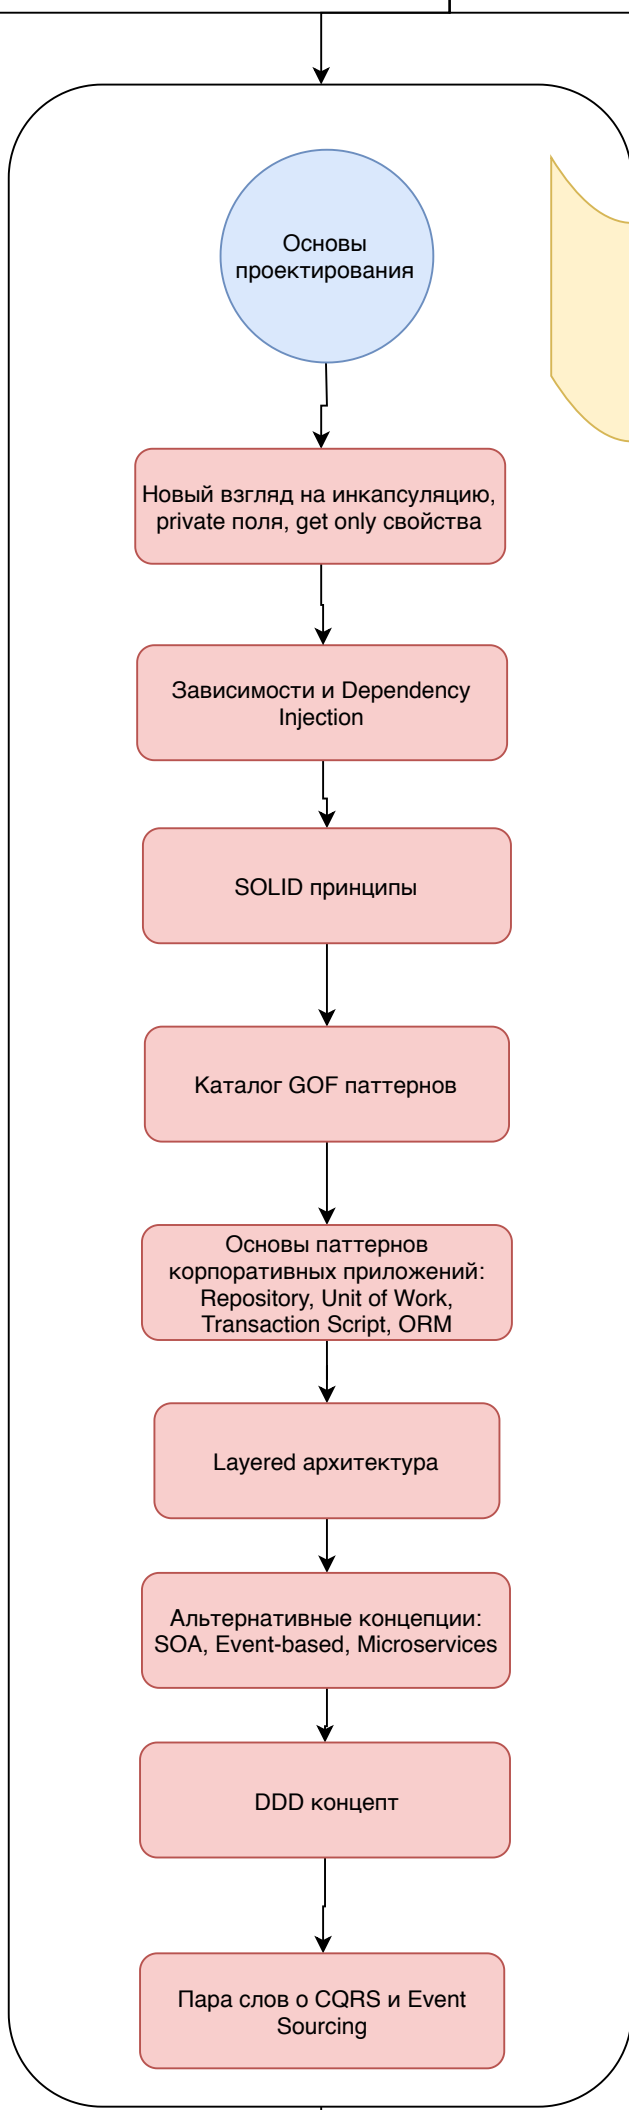 Основы
проектирования
Новый взгляд на инкапсуляцию,
private поля, get only свойства
Зависимости и Dependency
Injection
SOLID принципы
Каталог GOF паттернов
Основы паттернов
корпоративных приложений:
Repository, Unit of Work,
Transaction Script, ORM
Layered архитектура
Альтернативные концепции:
SOA, Event-based, Microservices
DDD концепт
Пара слов о CQRS и Event
Sourcing